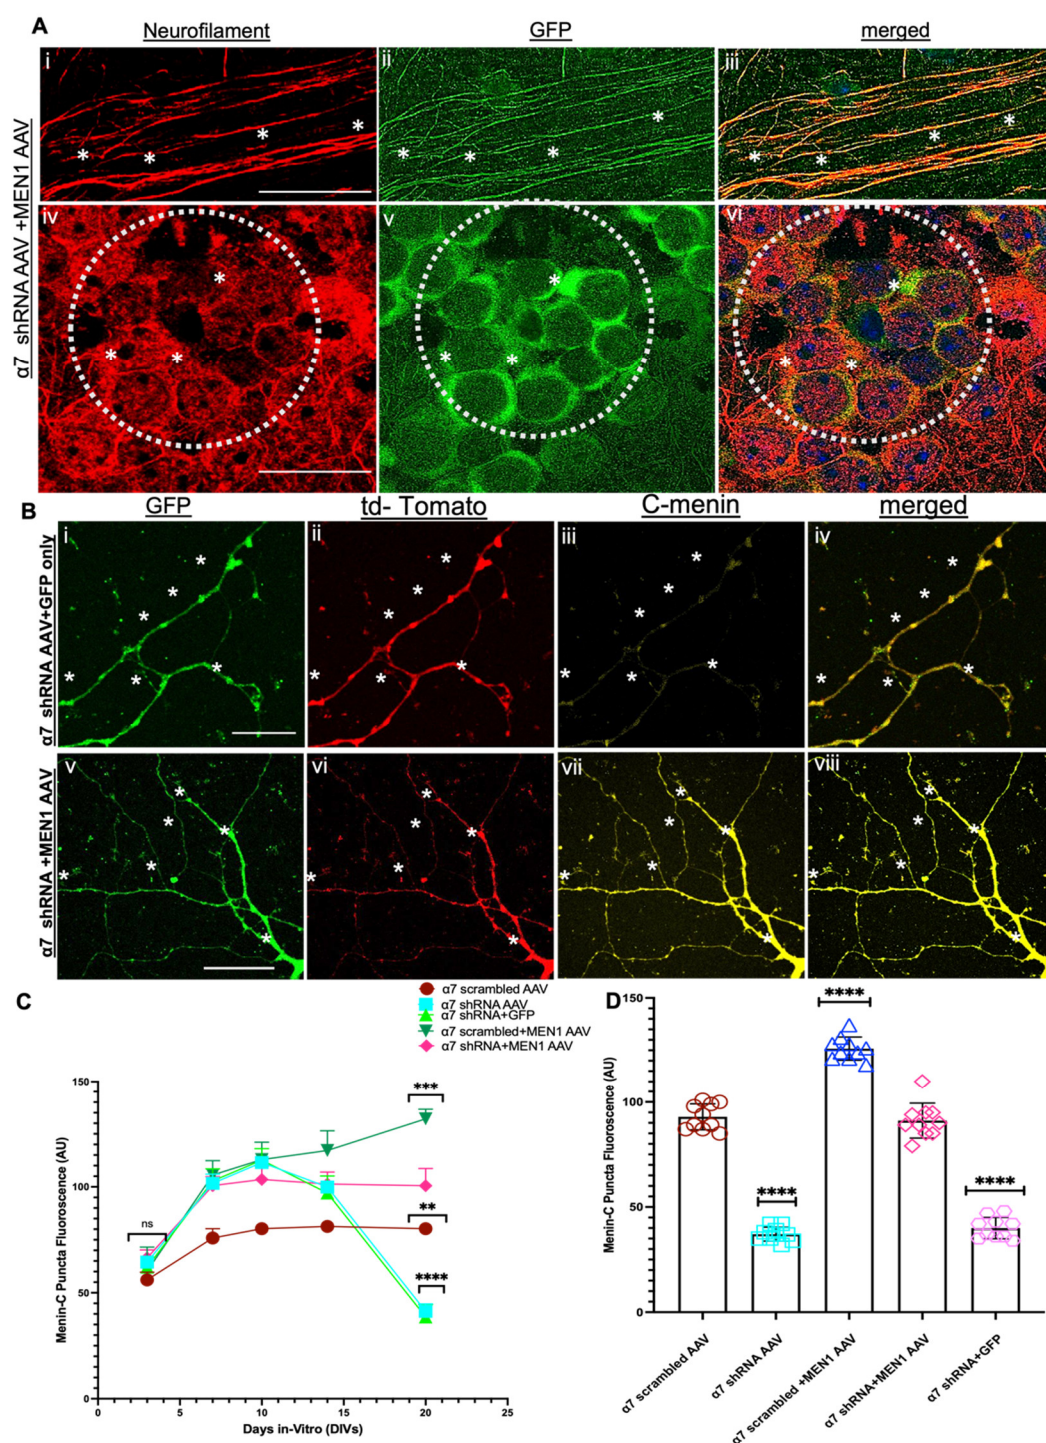 A
Neurofilament GFP merged
α7 shRNA AAV +MEN1 AAV
i ii iii
iv v vi
B
GFP td- Tomato C-menin merged
α7 shRNA AAV+GFP only
i ii iii iv
α7 shRNA +MEN1 AAV
v vi vii viii
C
α7 scrambled AAV
α7 shRNA AAV
α7 shRNA+GFP
α7 scrambled+MEN1 AAV
α7 shRNA+MEN1 AAV
Menin-C Puncta Fluorescence (AU)
150
100
50
0
0 5 10 15 20 25
Days in-Vitro (DIVs)
ns
***
**
****
D
Menin-C Puncta Fluorescence (AU)
150
100
50
0
****
****
****
α7 scrambled AAV
α7 shRNA AAV
α7 scrambled +MEN1 AAV
α7 shRNA+MEN1 AAV
α7 shRNA+GFP